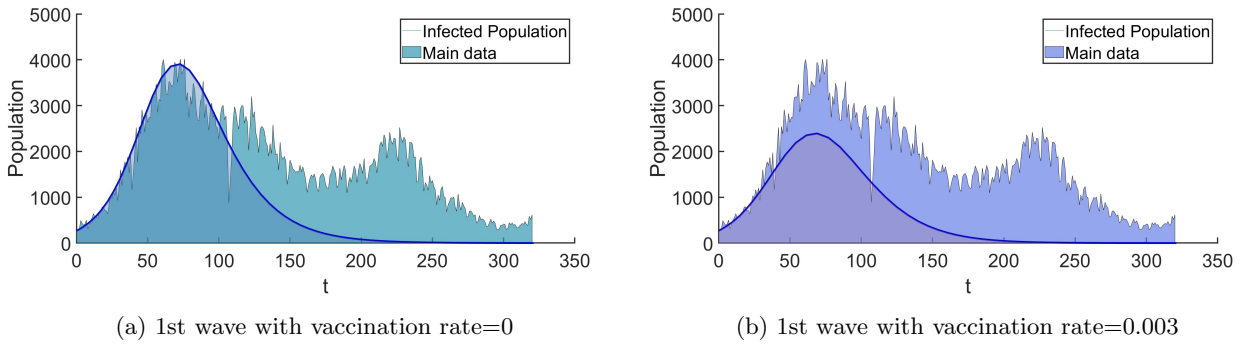 5000
4000
3000
2000
1000
0
Population
0
50
100
150
200
250
300
350
t
Infected Population
Main data
(a) 1st wave with vaccination rate=0
5000
4000
3000
2000
1000
0
Population
0
50
100
150
200
250
300
350
t
Infected Population
Main data
(b) 1st wave with vaccination rate=0.003